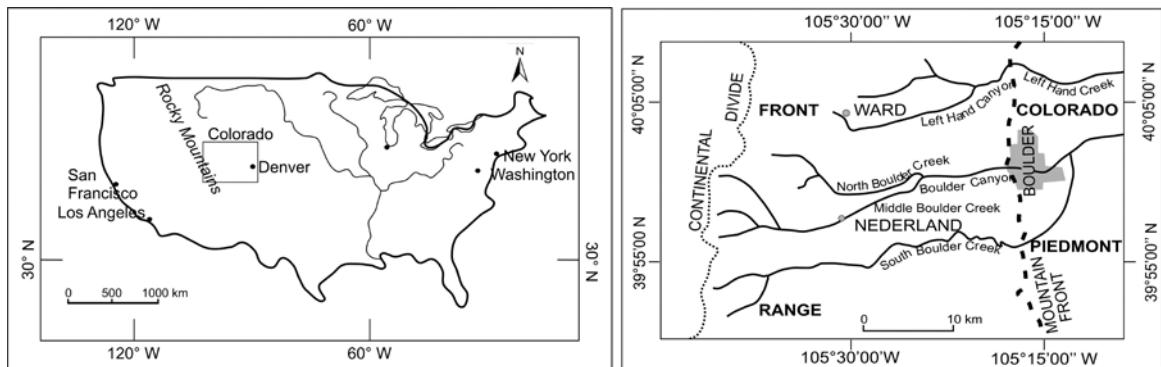 120° W
60° W
N
Rocky Mountains
Colorado
Denver
San
Francisco
Los Angeles
New York
Washington
30° N
30° N
0 500 1000 km
120° W
60° W
105°30'00" W
105°15'00" W
40°05'00" N
40°05'00" N
FRONT
WARD
Left Hand Canyon
Left Hand Creek
COLORADO
CONTINENTAL DIVIDE
BOULDER
North Boulder Creek
Boulder Canyon
Middle Boulder Creek
NEDERLAND
South Boulder Creek
PIEDMONT
39°55'00 N
39°55'00" N
RANGE
0 10 km
MOUNTAIN
FRONT
105°30'00'' W
105°15'00'' W